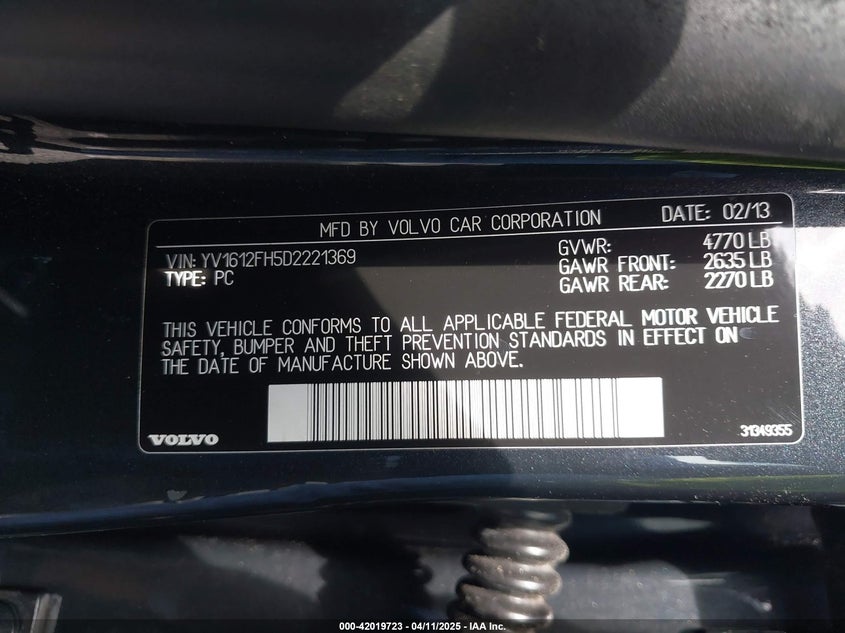 MFD BY VOLVO CAR CORPORATION DATE: 02/13
VIN: YV1612FH5D2221369 GVWR: 4770 LB
TYPE: PC GAWR FRONT: 2635 LB
GAWR REAR: 2270 LB
THIS VEHICLE CONFORMS TO ALL APPLICABLE FEDERAL MOTOR VEHICLE
SAFETY, BUMPER AND THEFT PREVENTION STANDARDS IN EFFECT ON
THE DATE OF MANUFACTURE SHOWN ABOVE.
VOLVO 31349355
000-42019723 - 04/11/2025 - IAA Inc.